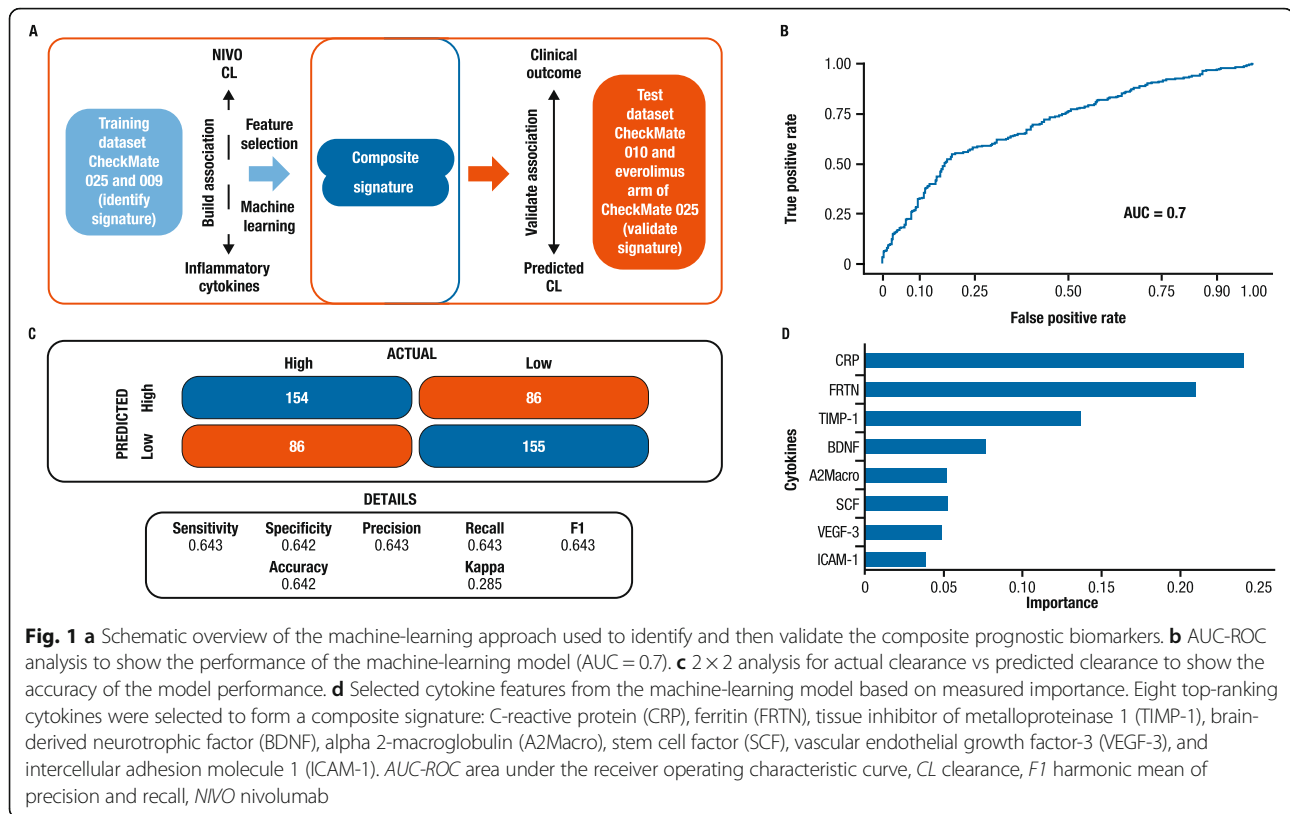 A
NIVO
CL
Training
dataset
CheckMate
025 and 009
(identify
signature)
Build association
Feature
selection
Machine
learning
Inflammatory
cytokines
Composite
signature
Clinical
outcome
Validate association
Predicted
CL
Test
dataset
CheckMate
010 and
everolimus
arm of
CheckMate 025
(validate
signature)
B
True positive rate
1.00
0.75
0.50
0.25
0
AUC = 0.7
0 0.10 0.25 0.50 0.75 0.90 1.00
False positive rate
C
ACTUAL
High Low
PREDICTED
High
154 86
Low
86 155
DETAILS
Sensitivity Specificity Precision Recall F1
0.643 0.642 0.643 0.643 0.643
Accuracy Kappa
0.642 0.285
D
Cytokines
CRP
FRTN
TIMP-1
BDNF
A2Macro
SCF
VEGF-3
ICAM-1
0 0.05 0.10 0.15 0.20 0.25
Importance
Fig. 1 a Schematic overview of the machine-learning approach used to identify and then validate the composite prognostic biomarkers. b AUC-ROC
analysis to show the performance of the machine-learning model (AUC = 0.7). c 2 × 2 analysis for actual clearance vs predicted clearance to show the
accuracy of the model performance. d Selected cytokine features from the machine-learning model based on measured importance. Eight top-ranking
cytokines were selected to form a composite signature: C-reactive protein (CRP), ferritin (FRTN), tissue inhibitor of metalloproteinase 1 (TIMP-1), brain-
derived neurotrophic factor (BDNF), alpha 2-macroglobulin (A2Macro), stem cell factor (SCF), vascular endothelial growth factor-3 (VEGF-3), and
intercellular adhesion molecule 1 (ICAM-1). AUC-ROC area under the receiver operating characteristic curve, CL clearance, F1 harmonic mean of
precision and recall, NIVO nivolumab